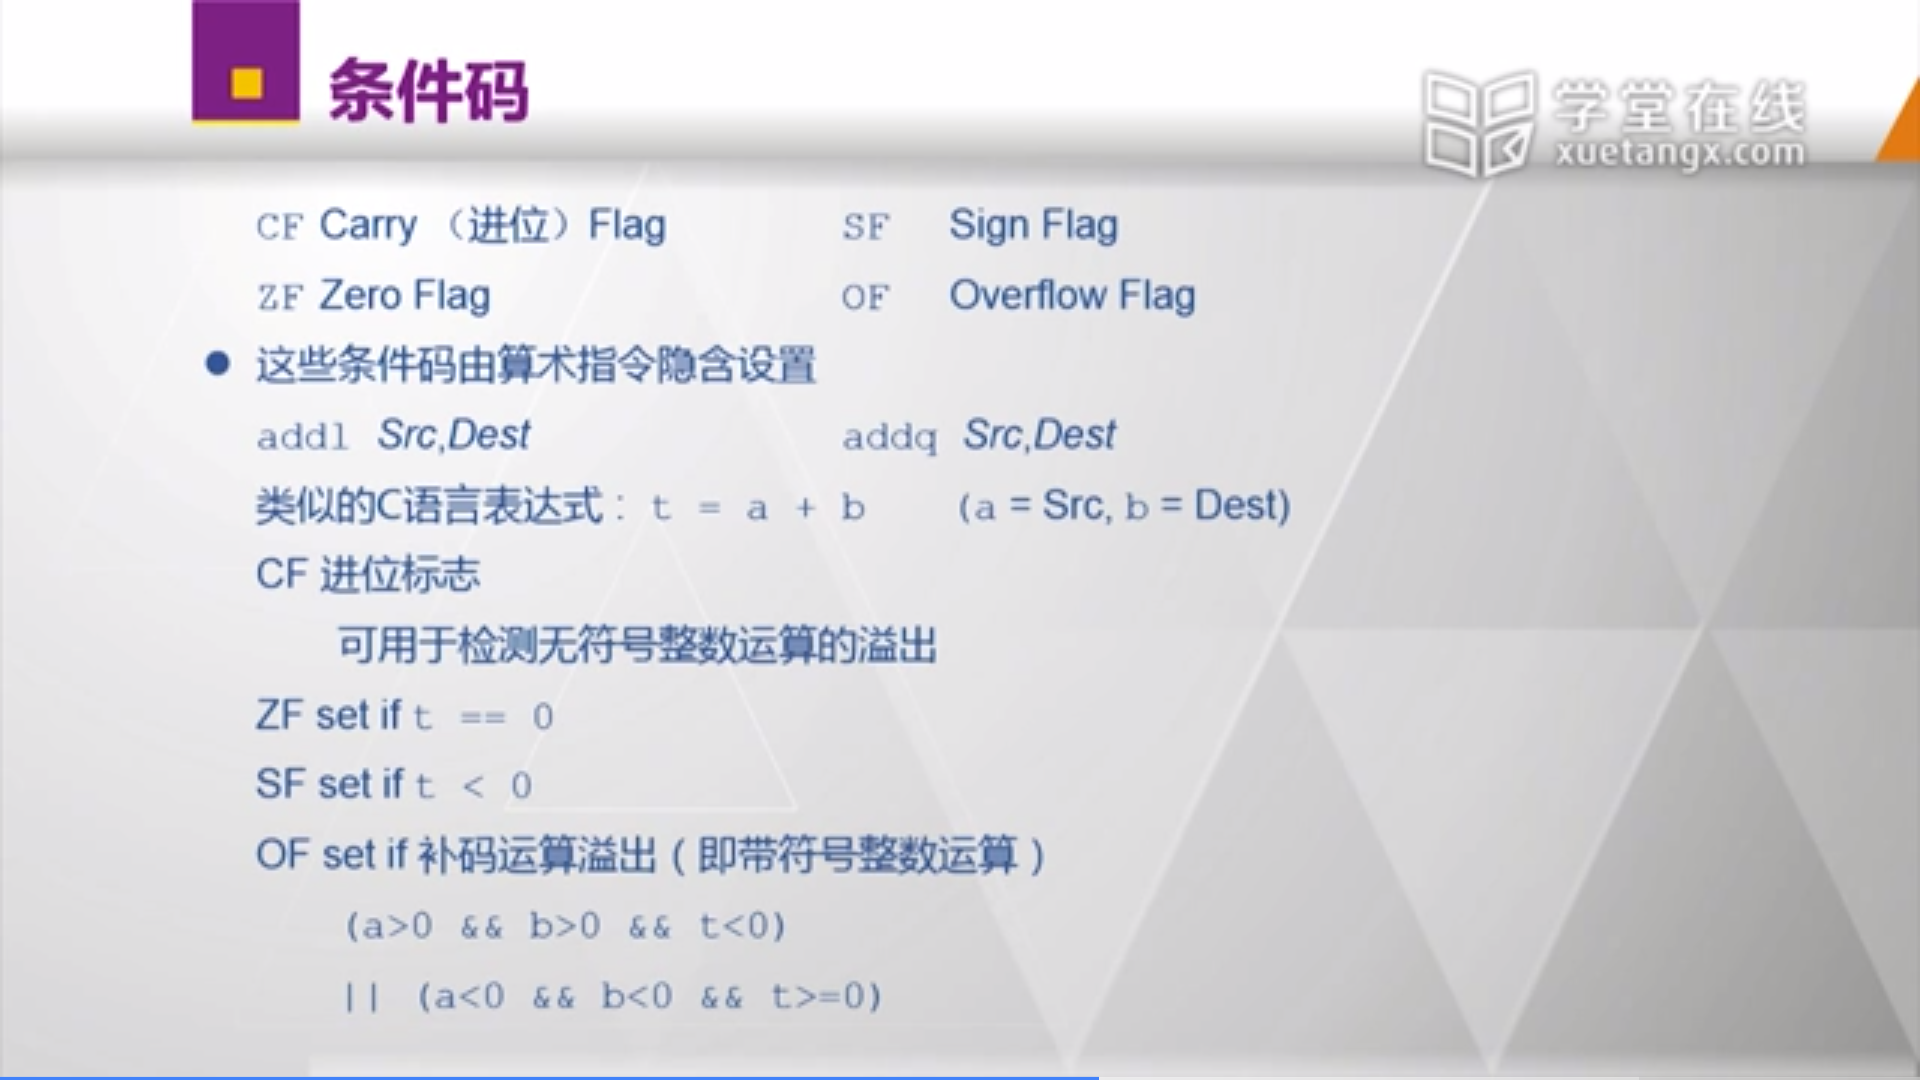 条件码
学堂在线
xuetangx.com
CF Carry （进位）Flag SF Sign Flag
ZF Zero Flag OF Overflow Flag
● 这些条件码由算术指令隐含设置
addl Src,Dest addq Src,Dest
类似的C语言表达式: t = a + b (a = Src, b = Dest)
CF 进位标志
可用于检测无符号整数运算的溢出
ZF set if t == 0
SF set if t < 0
OF set if 补码运算溢出（即带符号整数运算）
(a>0 && b>0 && t<0)
|| (a<0 && b<0 && t>=0)